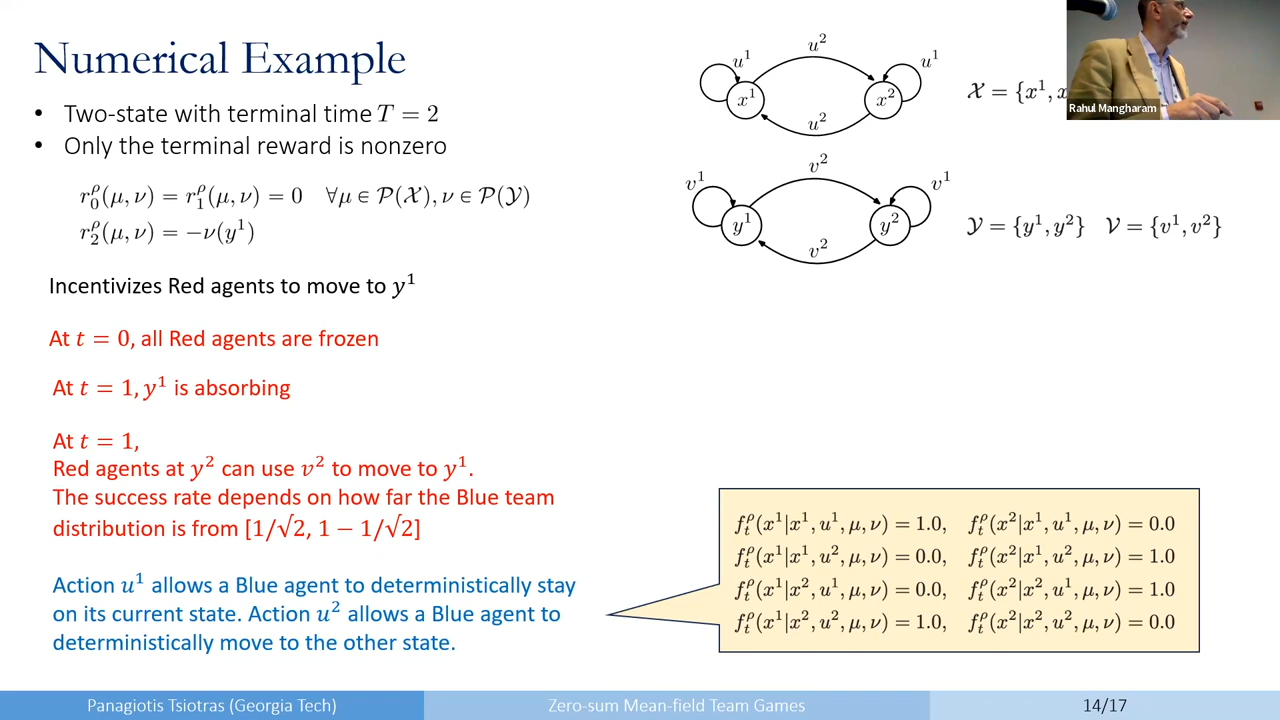 Numerical Example
• Two-state with terminal time T = 2
• Only the terminal reward is nonzero
r₀^ρ(μ, ν) = r₁^ρ(μ, ν) = 0 ∀μ ∈ 𝒫(𝒳), ν ∈ 𝒫(𝒴)
r₂^ρ(μ, ν) = −ν(y¹)
Incentivizes Red agents to move to y¹
At t = 0, all Red agents are frozen
At t = 1, y¹ is absorbing
At t = 1,
Red agents at y² can use v² to move to y¹.
The success rate depends on how far the Blue team
distribution is from [1/√2, 1 − 1/√2]
Action u¹ allows a Blue agent to deterministically stay
on its current state. Action u² allows a Blue agent to
deterministically move to the other state.
u¹ u² u¹
x¹ x²
u²
𝒳 = {x¹, x
Rahul Mangharam
v¹ v² v¹
y¹ y²
v²
𝒴 = {y¹, y²} 𝒱 = {v¹, v²}
fₜ^ρ(x¹|x¹, u¹, μ, ν) = 1.0, fₜ^ρ(x²|x¹, u¹, μ, ν) = 0.0
fₜ^ρ(x¹|x¹, u², μ, ν) = 0.0, fₜ^ρ(x²|x¹, u², μ, ν) = 1.0
fₜ^ρ(x¹|x², u¹, μ, ν) = 0.0, fₜ^ρ(x²|x², u¹, μ, ν) = 1.0
fₜ^ρ(x¹|x², u², μ, ν) = 1.0, fₜ^ρ(x²|x², u², μ, ν) = 0.0
Panagiotis Tsiotras (Georgia Tech) Zero-sum Mean-field Team Games 14/17